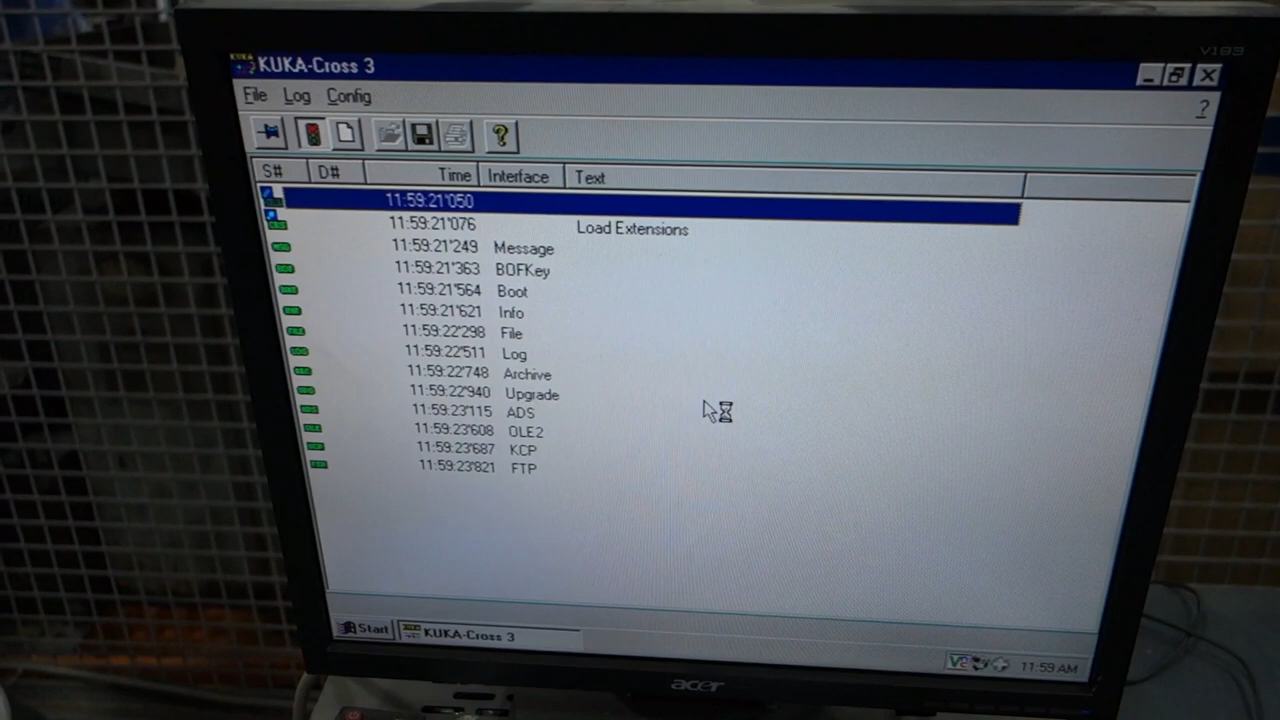 V193
KUKA
KUKA-Cross 3
File Log Config ?
S# D# Time Interface Text
11:59:21'050
11:59:21'076 Load Extensions
11:59:21'249 Message
11:59:21'363 BOFKey
11:59:21'564 Boot
11:59:21'621 Info
11:59:22'298 File
11:59:22'511 Log
11:59:22'748 Archive
11:59:22'940 Upgrade
11:59:23'115 ADS
11:59:23'608 OLE2
11:59:23'687 KCP
11:59:23'821 FTP
Start KUKA-Cross 3 11:59 AM
acer